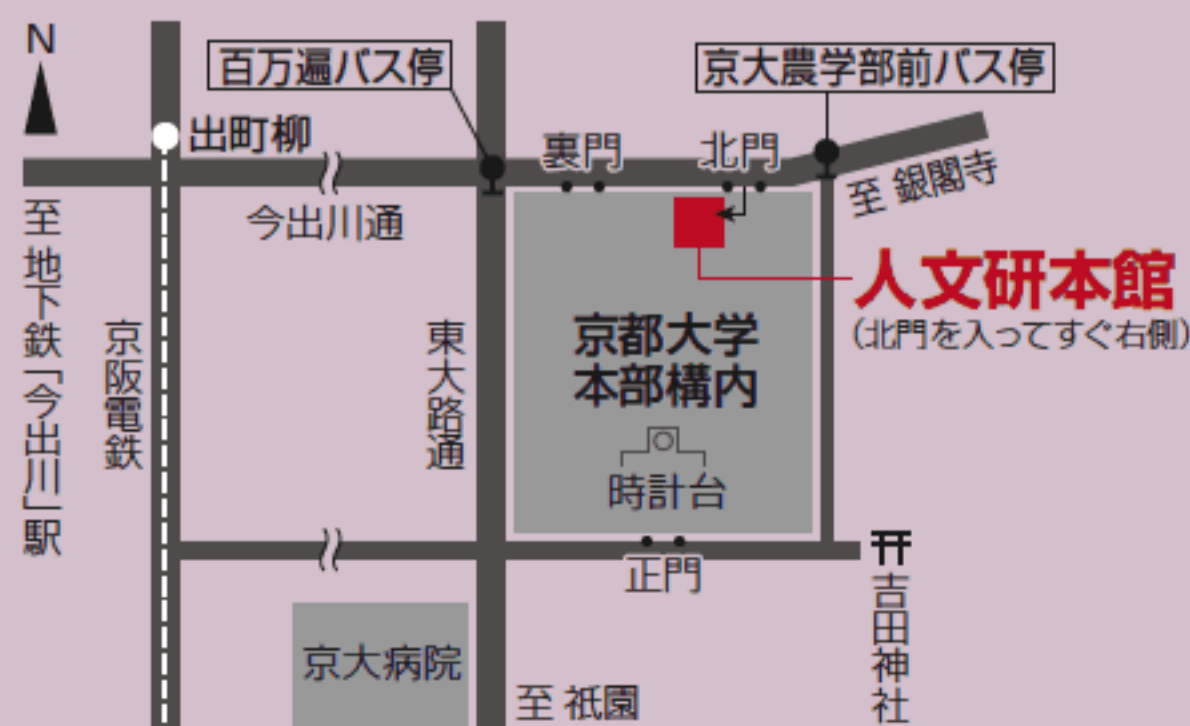 N
百万遍バス停
京大農学部前バス停
出町柳
裏門
北門
至 銀閣寺
今出川通
至 地下鉄「今出川」駅
京阪電鉄
東大路通
人文研本館
(北門を入ってすぐ右側)
京都大学
本部構内
時計台
正門
吉田神社
京大病院
至 祇園